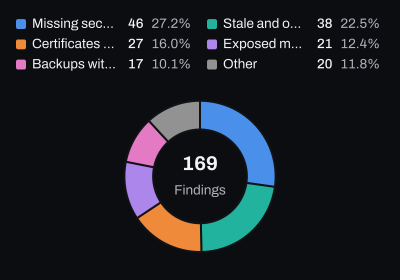 Missing sec... 46 27.2% Stale and o... 38 22.5%
Certificates ... 27 16.0% Exposed m... 21 12.4%
Backups wit... 17 10.1% Other 20 11.8%
169
Findings